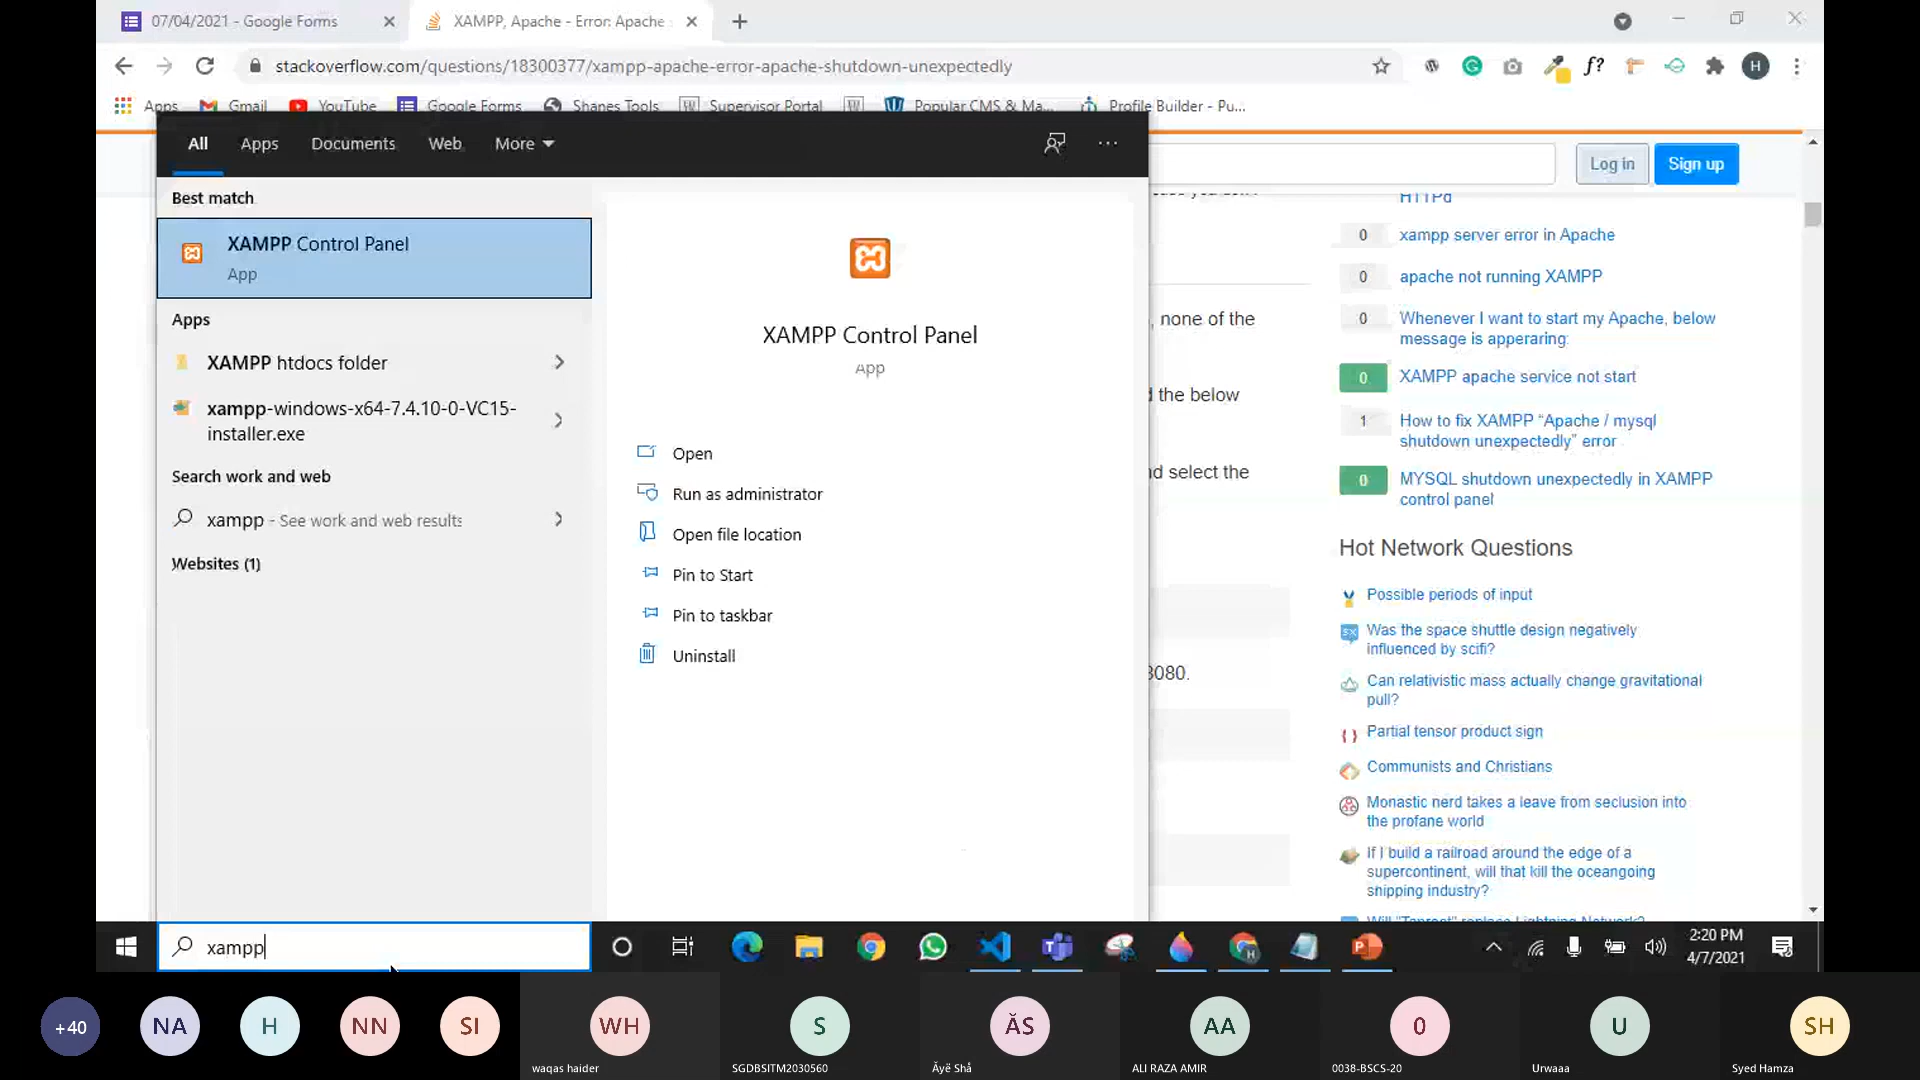 07/04/2021 - Google Forms
XAMPP, Apache - Error: Apache
stackoverflow.com/questions/18300377/xampp-apache-error-apache-shutdown-unexpectedly
f?
H
Apps
Gmail
YouTube
Google Forms
Shanes Tools
Supervisor Portal
Popular CMS & Ma...
Profile Builder - Pu...
All
Apps
Documents
Web
More
Log in
Sign up
Best match
XAMPP Control Panel
App
Apps
XAMPP htdocs folder
xampp-windows-x64-7.4.10-0-VC15-
installer.exe
Search work and web
xampp - See work and web results
Websites (1)
XAMPP Control Panel
App
Open
Run as administrator
Open file location
Pin to Start
Pin to taskbar
Uninstall
, none of the
the below
select the
8080.
HTTPd
0 xampp server error in Apache
0 apache not running XAMPP
0 Whenever I want to start my Apache, below
message is apperaring:
0 XAMPP apache service not start
1 How to fix XAMPP “Apache / mysql
shutdown unexpectedly” error
0 MYSQL shutdown unexpectedly in XAMPP
control panel
Hot Network Questions
Possible periods of input
Was the space shuttle design negatively
influenced by scifi?
Can relativistic mass actually change gravitational
pull?
Partial tensor product sign
Communists and Christians
Monastic nerd takes a leave from seclusion into
the profane world
If I build a railroad around the edge of a
supercontinent, will that kill the oceangoing
shipping industry?
Will "Taproot" replace Lightning Network?
xampp
2:20 PM
4/7/2021
+40
NA
H
NN
SI
WH
S
ĂS
AA
0
U
SH
waqas haider
SGDBSITM2030560
Ăyë Shå
ALI RAZA AMIR
0038-BSCS-20
Urwaaa
Syed Hamza